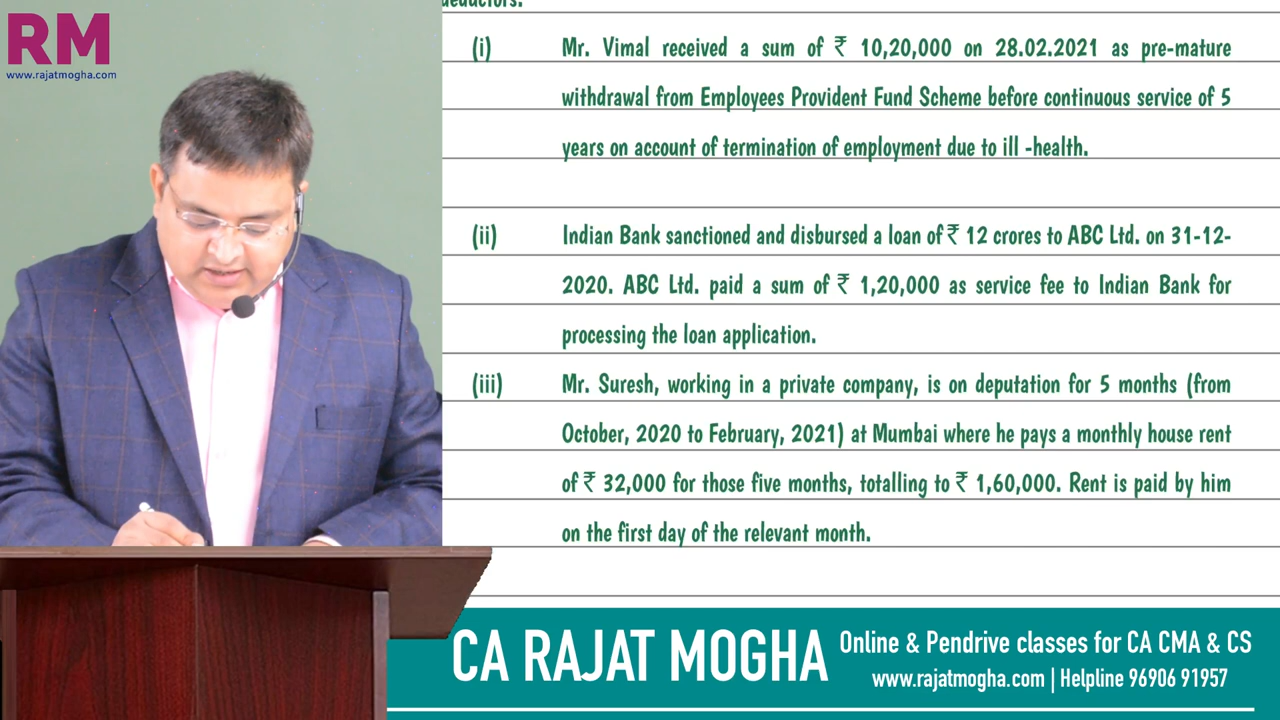 RM
www.rajatmogha.com
deductors.
(i) Mr. Vimal received a sum of ₹ 10,20,000 on 28.02.2021 as pre-mature
withdrawal from Employees Provident Fund Scheme before continuous service of 5
years on account of termination of employment due to ill -health.
(ii) Indian Bank sanctioned and disbursed a loan of ₹ 12 crores to ABC Ltd. on 31-12-
2020. ABC Ltd. paid a sum of ₹ 1,20,000 as service fee to Indian Bank for
processing the loan application.
(iii) Mr. Suresh, working in a private company, is on deputation for 5 months (from
October, 2020 to February, 2021) at Mumbai where he pays a monthly house rent
of ₹ 32,000 for those five months, totalling to ₹ 1,60,000. Rent is paid by him
on the first day of the relevant month.
CA RAJAT MOGHA
Online & Pendrive classes for CA CMA & CS
www.rajatmogha.com | Helpline 96906 91957